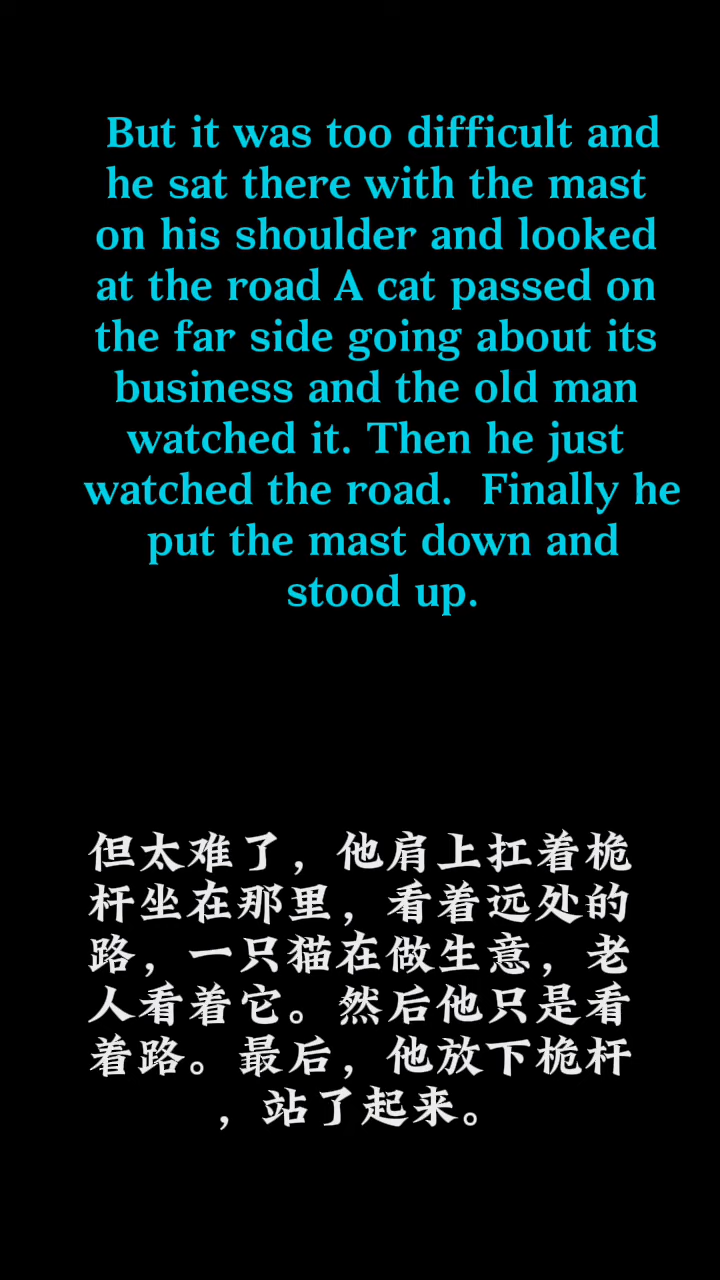 But it was too difficult and
he sat there with the mast
on his shoulder and looked
at the road A cat passed on
the far side going about its
business and the old man
watched it. Then he just
watched the road.  Finally he
put the mast down and
stood up.
但太难了，他肩上扛着桅
杆坐在那里，看着远处的
路，一只猫在做生意，老
人看着它。然后他只是看
着路。最后，他放下桅杆
，站了起来。